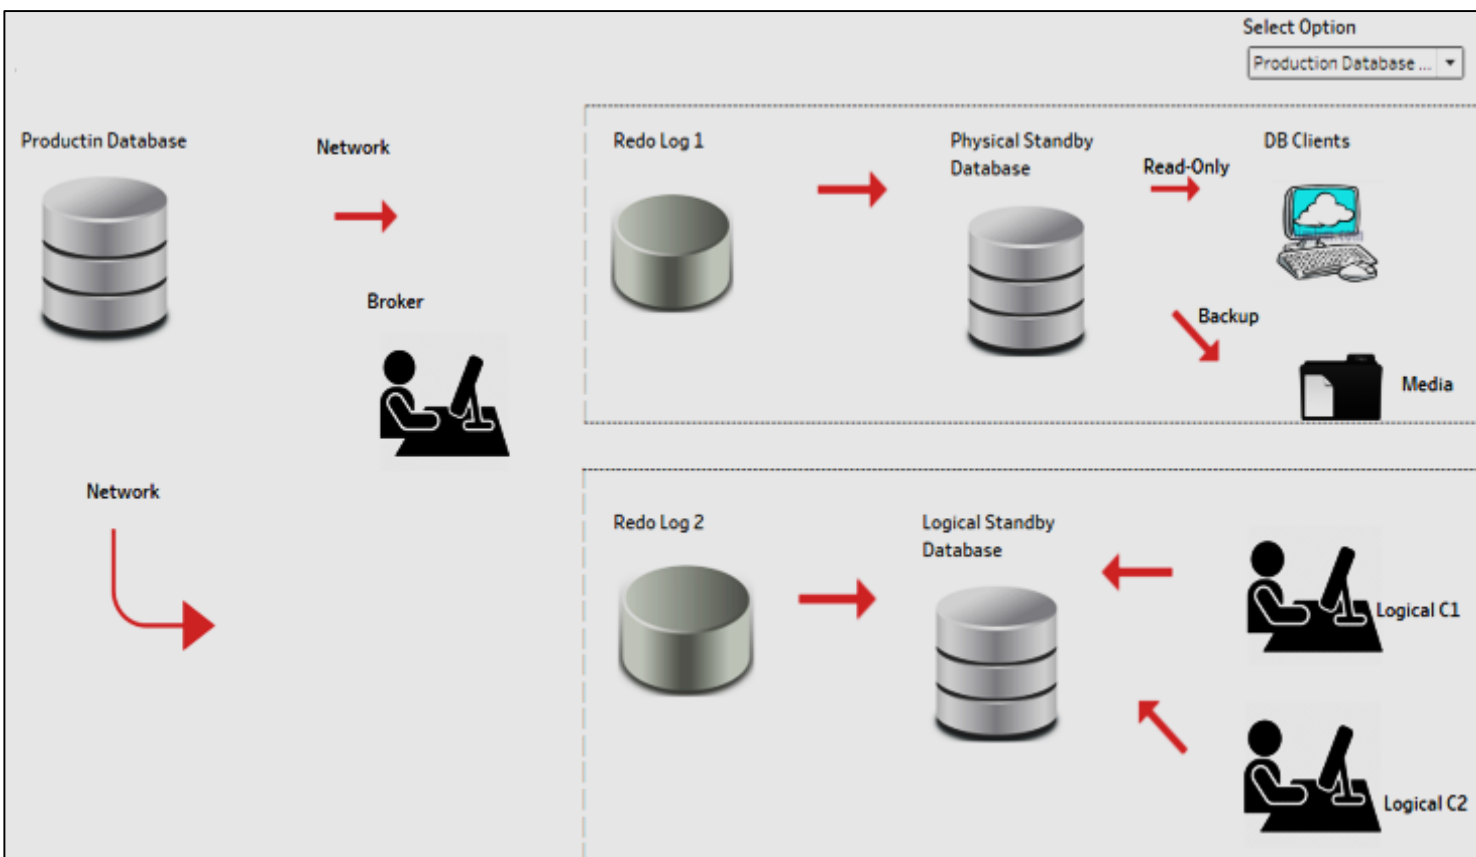 Select Option
Production Database ...
Productin Database
Network
Redo Log 1
Physical Standby
Database
Read-Only
DB Clients
Broker
Backup
Media
Network
Redo Log 2
Logical Standby
Database
Logical C1
Logical C2